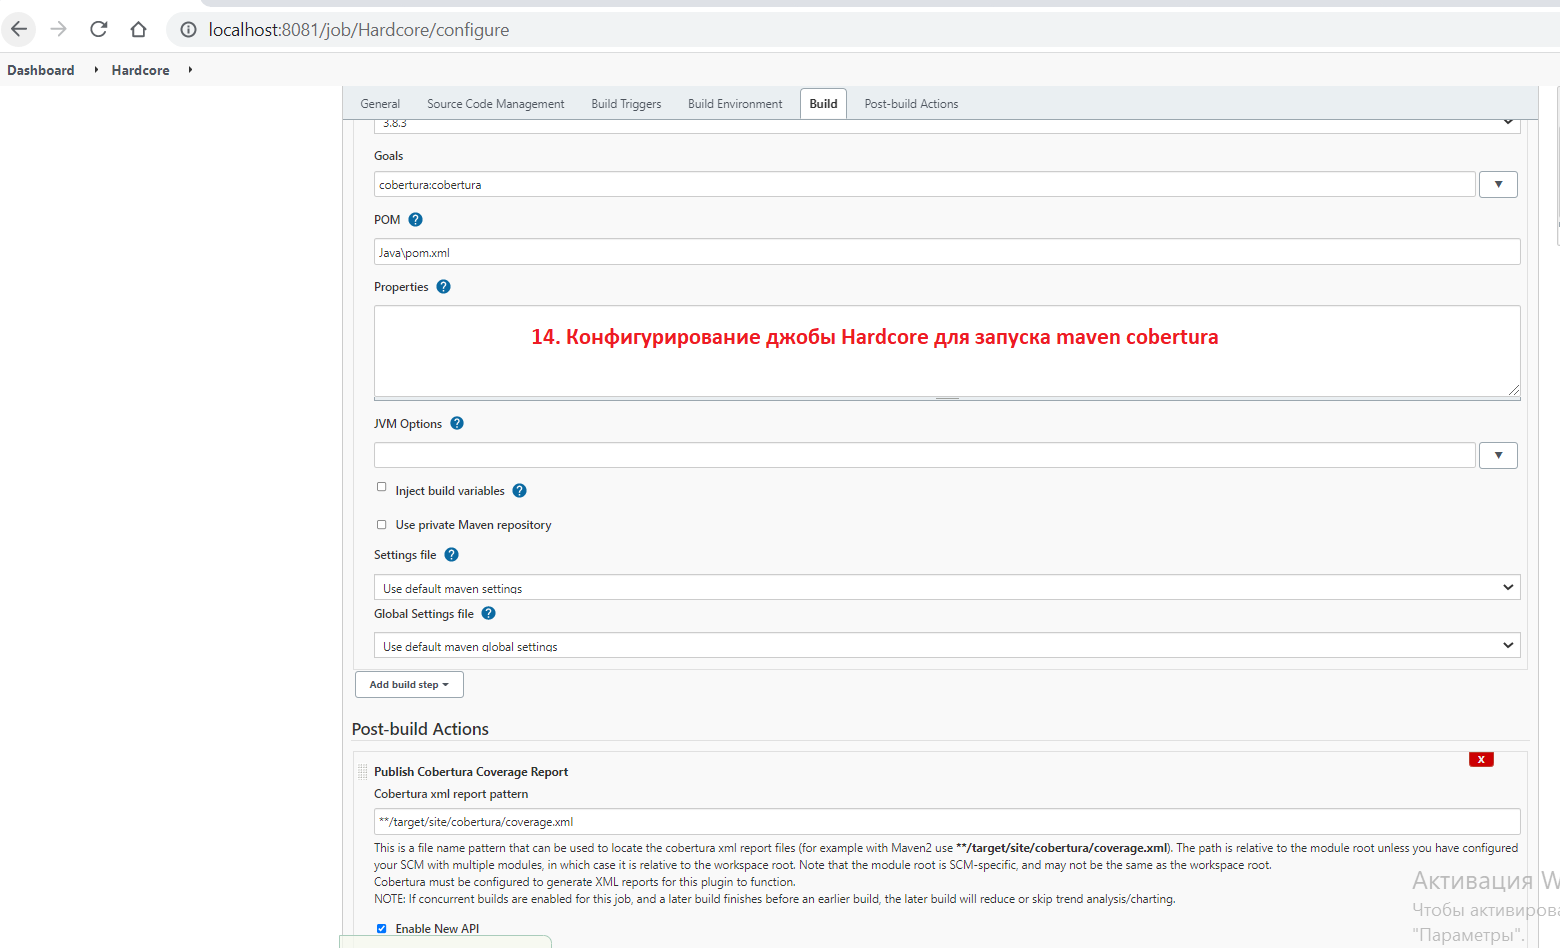 localhost:8081/job/Hardcore/configure
Dashboard Hardcore
General Source Code Management Build Triggers Build Environment Build Post-build Actions
3.8.3
Goals
cobertura:cobertura
POM
Java\pom.xml
Properties
14. Конфигурирование джобы Hardcore для запуска maven cobertura
JVM Options
Inject build variables
Use private Maven repository
Settings file
Use default maven settings
Global Settings file
Use default maven global settings
Add build step
Post-build Actions
X
Publish Cobertura Coverage Report
Cobertura xml report pattern
**/target/site/cobertura/coverage.xml
This is a file name pattern that can be used to locate the cobertura xml report files (for example with Maven2 use **/target/site/cobertura/coverage.xml). The path is relative to the module root unless you have configured
your SCM with multiple modules, in which case it is relative to the workspace root. Note that the module root is SCM-specific, and may not be the same as the workspace root.
Cobertura must be configured to generate XML reports for this plugin to function.
NOTE: If concurrent builds are enabled for this job, and a later build finishes before an earlier build, the later build will reduce or skip trend analysis/charting.
Enable New API
Активация W
Чтобы активирова
"Параметры".